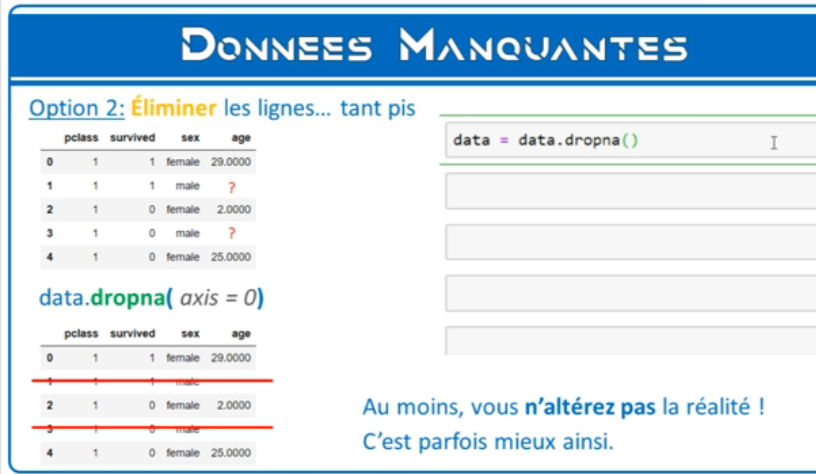 DONNEES MANQUANTES
Option 2: Éliminer les lignes... tant pis
pclass survived sex age
0 1 1 female 29.0000
1 1 1 male ?
2 1 0 female 2.0000
3 1 0 male ?
4 1 0 female 25.0000
data = data.dropna()
data.dropna( axis = 0)
pclass survived sex age
0 1 1 female 29.0000
1 1 1 male
2 1 0 female 2.0000
3 1 0 male
4 1 0 female 25.0000
Au moins, vous n'altérez pas la réalité !
C'est parfois mieux ainsi.